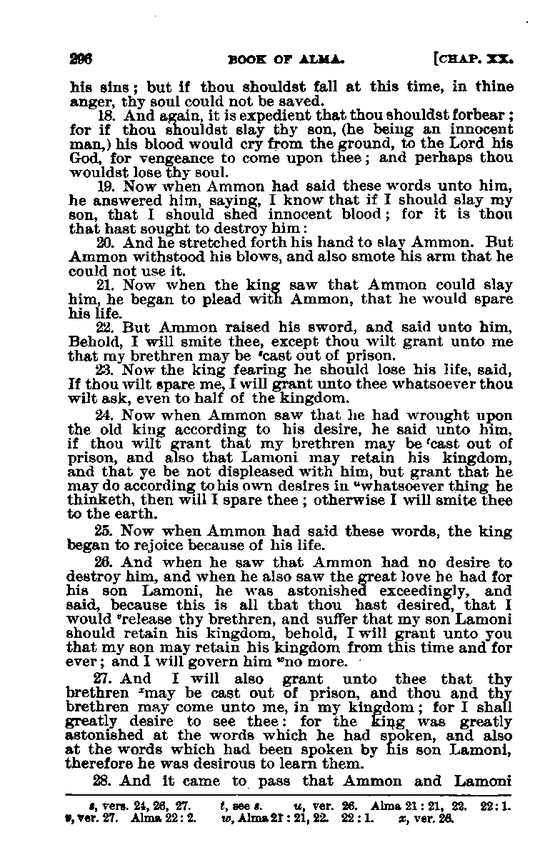 296 BOOK OF ALMA. [CHAP. XX.
his sins; but if thou shouldst fall at this time, in thine
anger, thy soul could not be saved.
18. And again, it is expedient that thou shouldst forbear;
for if thou shouldst slay thy son, (he being an innocent
man,) his blood would cry from the ground, to the Lord his
God, for vengeance to come upon thee; and perhaps thou
wouldst lose thy soul.
19. Now when Ammon had said these words unto him,
he answered him, saying, I know that if I should slay my
son, that I should shed innocent blood; for it is thou
that hast sought to destroy him:
20. And he stretched forth his hand to slay Ammon. But
Ammon withstood his blows, and also smote his arm that he
could not use it.
21. Now when the king saw that Ammon could slay
him, he began to plead with Ammon, that he would spare
his life.
22. But Ammon raised his sword, and said unto him,
Behold, I will smite thee, except thou wilt grant unto me
that my brethren may be ˢcast out of prison.
23. Now the king fearing he should lose his life, said,
If thou wilt spare me, I will grant unto thee whatsoever thou
wilt ask, even to half of the kingdom.
24. Now when Ammon saw that he had wrought upon
the old king according to his desire, he said unto him,
if thou wilt grant that my brethren may be ᵗcast out of
prison, and also that Lamoni may retain his kingdom,
and that ye be not displeased with him, but grant that he
may do according to his own desires in ᵘwhatsoever thing he
thinketh, then will I spare thee; otherwise I will smite thee
to the earth.
25. Now when Ammon had said these words, the king
began to rejoice because of his life.
26. And when he saw that Ammon had no desire to
destroy him, and when he also saw the great love he had for
his son Lamoni, he was astonished exceedingly, and
said, because this is all that thou hast desired, that I
would ᵛrelease thy brethren, and suffer that my son Lamoni
should retain his kingdom, behold, I will grant unto you
that my son may retain his kingdom from this time and for
ever; and I will govern him ʷno more.
27. And I will also grant unto thee that thy
brethren ˣmay be cast out of prison, and thou and thy
brethren may come unto me, in my kingdom; for I shall
greatly desire to see thee: for the king was greatly
astonished at the words which he had spoken, and also
at the words which had been spoken by his son Lamoni,
therefore he was desirous to learn them.
28. And it came to pass that Ammon and Lamoni
s, vers. 24, 26, 27. t, see s. u, ver. 26. Alma 21: 21, 22. 22: 1.
v, ver. 27. Alma 22: 2. w, Alma 21: 21, 22. 22: 1. x, ver. 26.